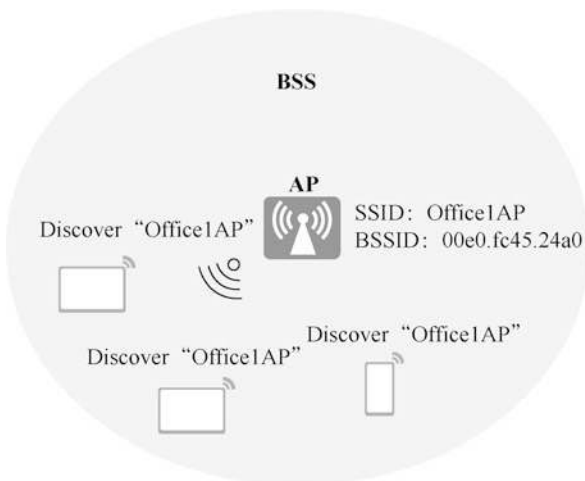 BSS
AP
SSID: Office1AP
BSSID: 00e0.fc45.24a0
Discover “Office1AP”
Discover “Office1AP”
Discover “Office1AP”